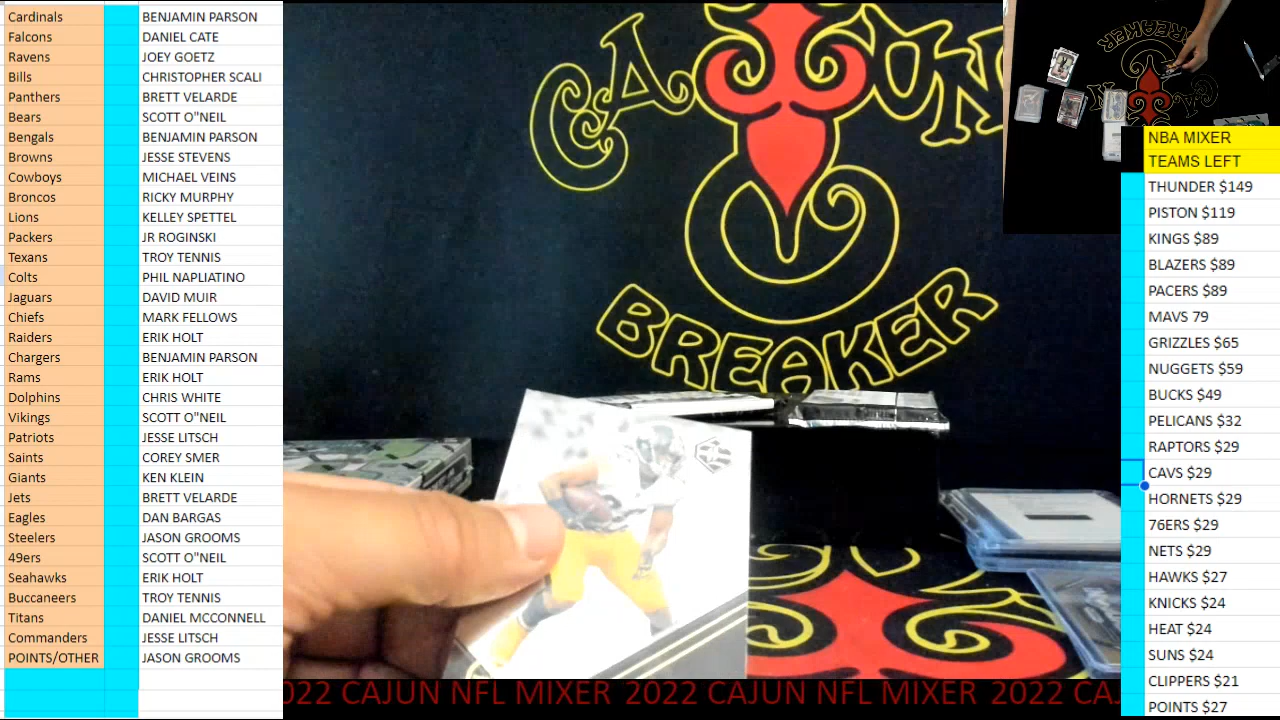 Cardinals BENJAMIN PARSON
Falcons DANIEL CATE
Ravens JOEY GOETZ
Bills CHRISTOPHER SCALI
Panthers BRETT VELARDE
Bears SCOTT O"NEIL
Bengals BENJAMIN PARSON
Browns JESSE STEVENS
Cowboys MICHAEL VEINS
Broncos RICKY MURPHY
Lions KELLEY SPETTEL
Packers JR ROGINSKI
Texans TROY TENNIS
Colts PHIL NAPLIATINO
Jaguars DAVID MUIR
Chiefs MARK FELLOWS
Raiders ERIK HOLT
Chargers BENJAMIN PARSON
Rams ERIK HOLT
Dolphins CHRIS WHITE
Vikings SCOTT O"NEIL
Patriots JESSE LITSCH
Saints COREY SMER
Giants KEN KLEIN
Jets BRETT VELARDE
Eagles DAN BARGAS
Steelers JASON GROOMS
49ers SCOTT O"NEIL
Seahawks ERIK HOLT
Buccaneers TROY TENNIS
Titans DANIEL MCCONNELL
Commanders JESSE LITSCH
POINTS/OTHER JASON GROOMS
CAJUN
BREAKER
BREAKER
NBA MIXER
TEAMS LEFT
THUNDER $149
PISTON $119
KINGS $89
BLAZERS $89
PACERS $89
MAVS 79
GRIZZLES $65
NUGGETS $59
BUCKS $49
PELICANS $32
RAPTORS $29
CAVS $29
HORNETS $29
76ERS $29
NETS $29
HAWKS $27
KNICKS $24
HEAT $24
SUNS $24
CLIPPERS $21
POINTS $27
2022 CAJUN NFL MIXER 2022 CAJUN NFL MIXER 2022 CAJ